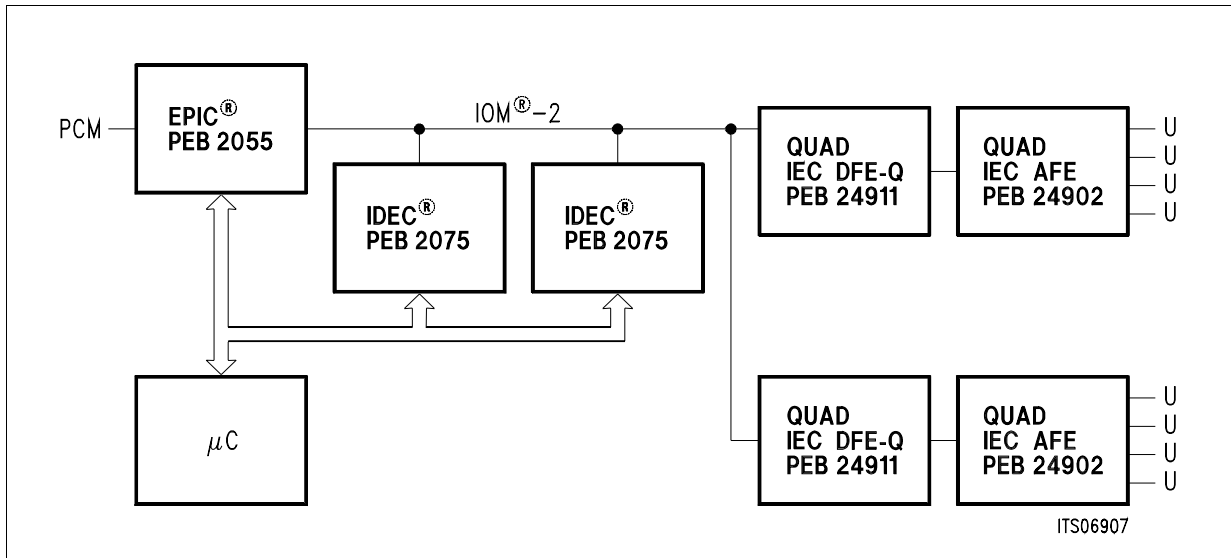 PCM
EPIC®
PEB 2055
IOM®-2
IDEC®
PEB 2075
IDEC®
PEB 2075
QUAD
IEC DFE-Q
PEB 24911
QUAD
IEC AFE
PEB 24902
U
U
U
U
μC
QUAD
IEC DFE-Q
PEB 24911
QUAD
IEC AFE
PEB 24902
U
U
U
U
ITS06907